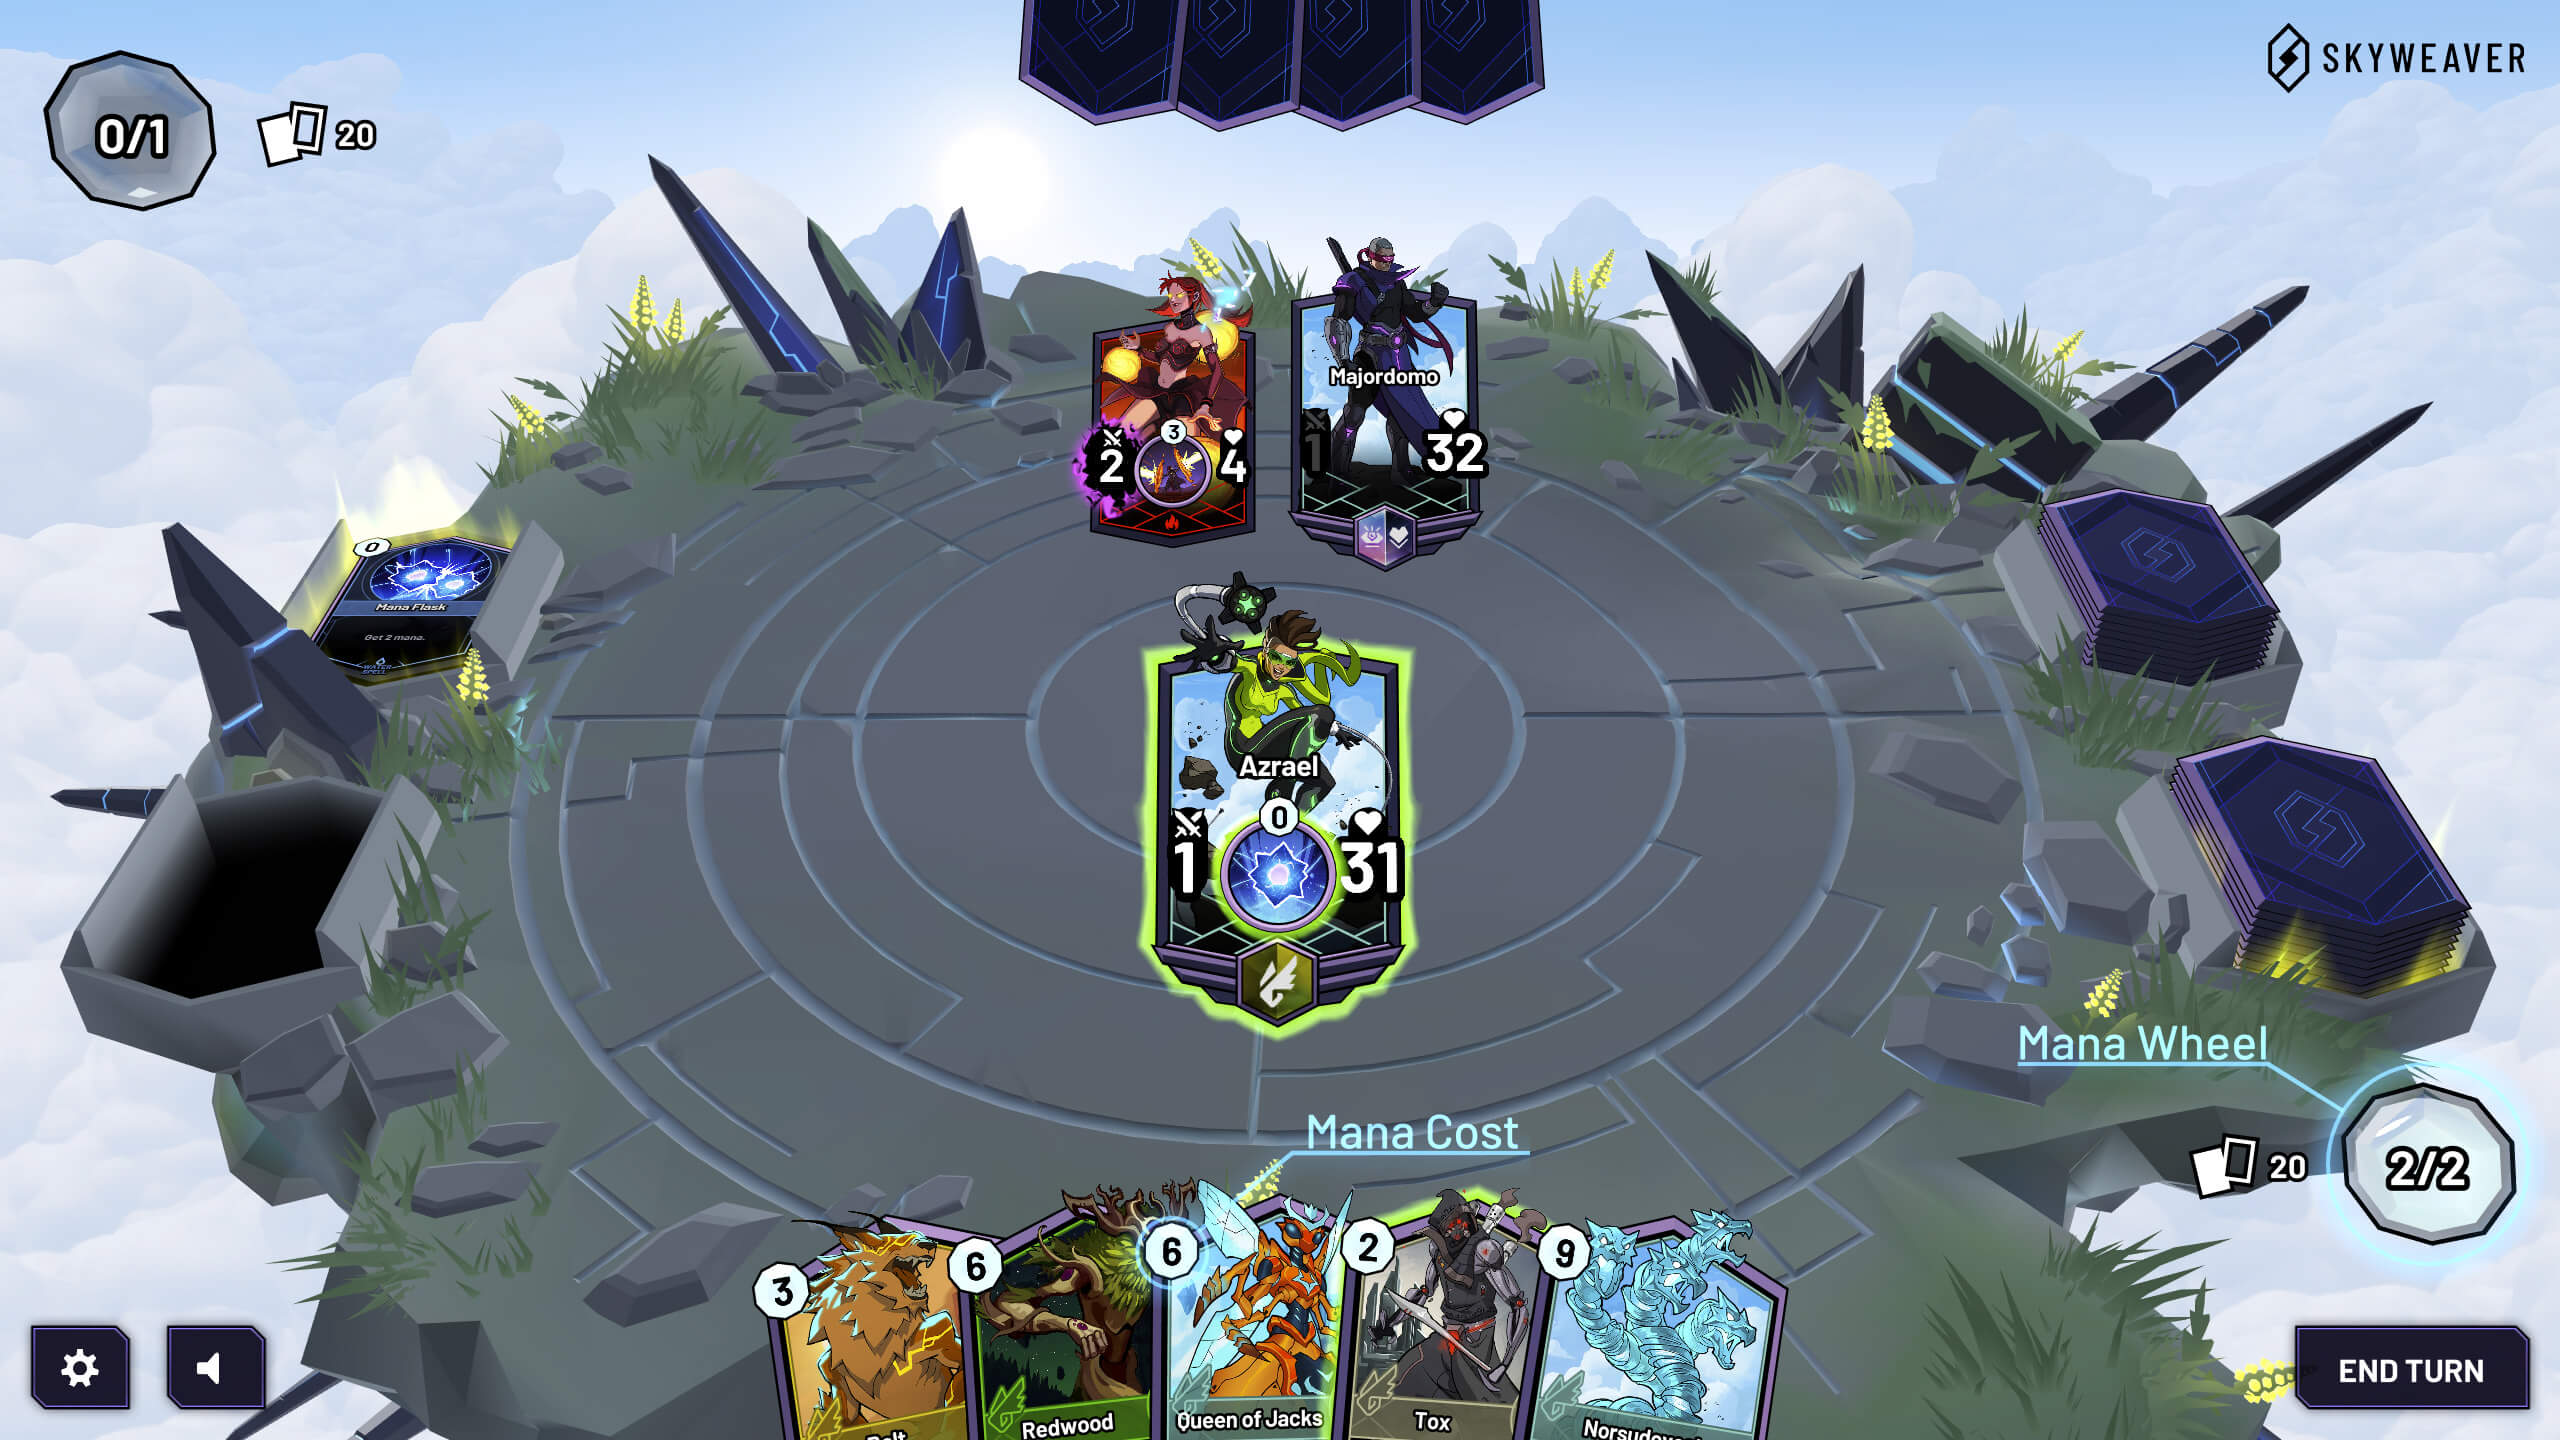 0/1
20
SKYWEAVER
Majordomo
3
2
4
1
32
0
Mana Flask
Get 2 mana.
WATER
SPELL
Azrael
0
1
31
Mana Wheel
Mana Cost
20
2/2
3
6
6
2
9
Redwood
Queen of Jacks
Tox
END TURN